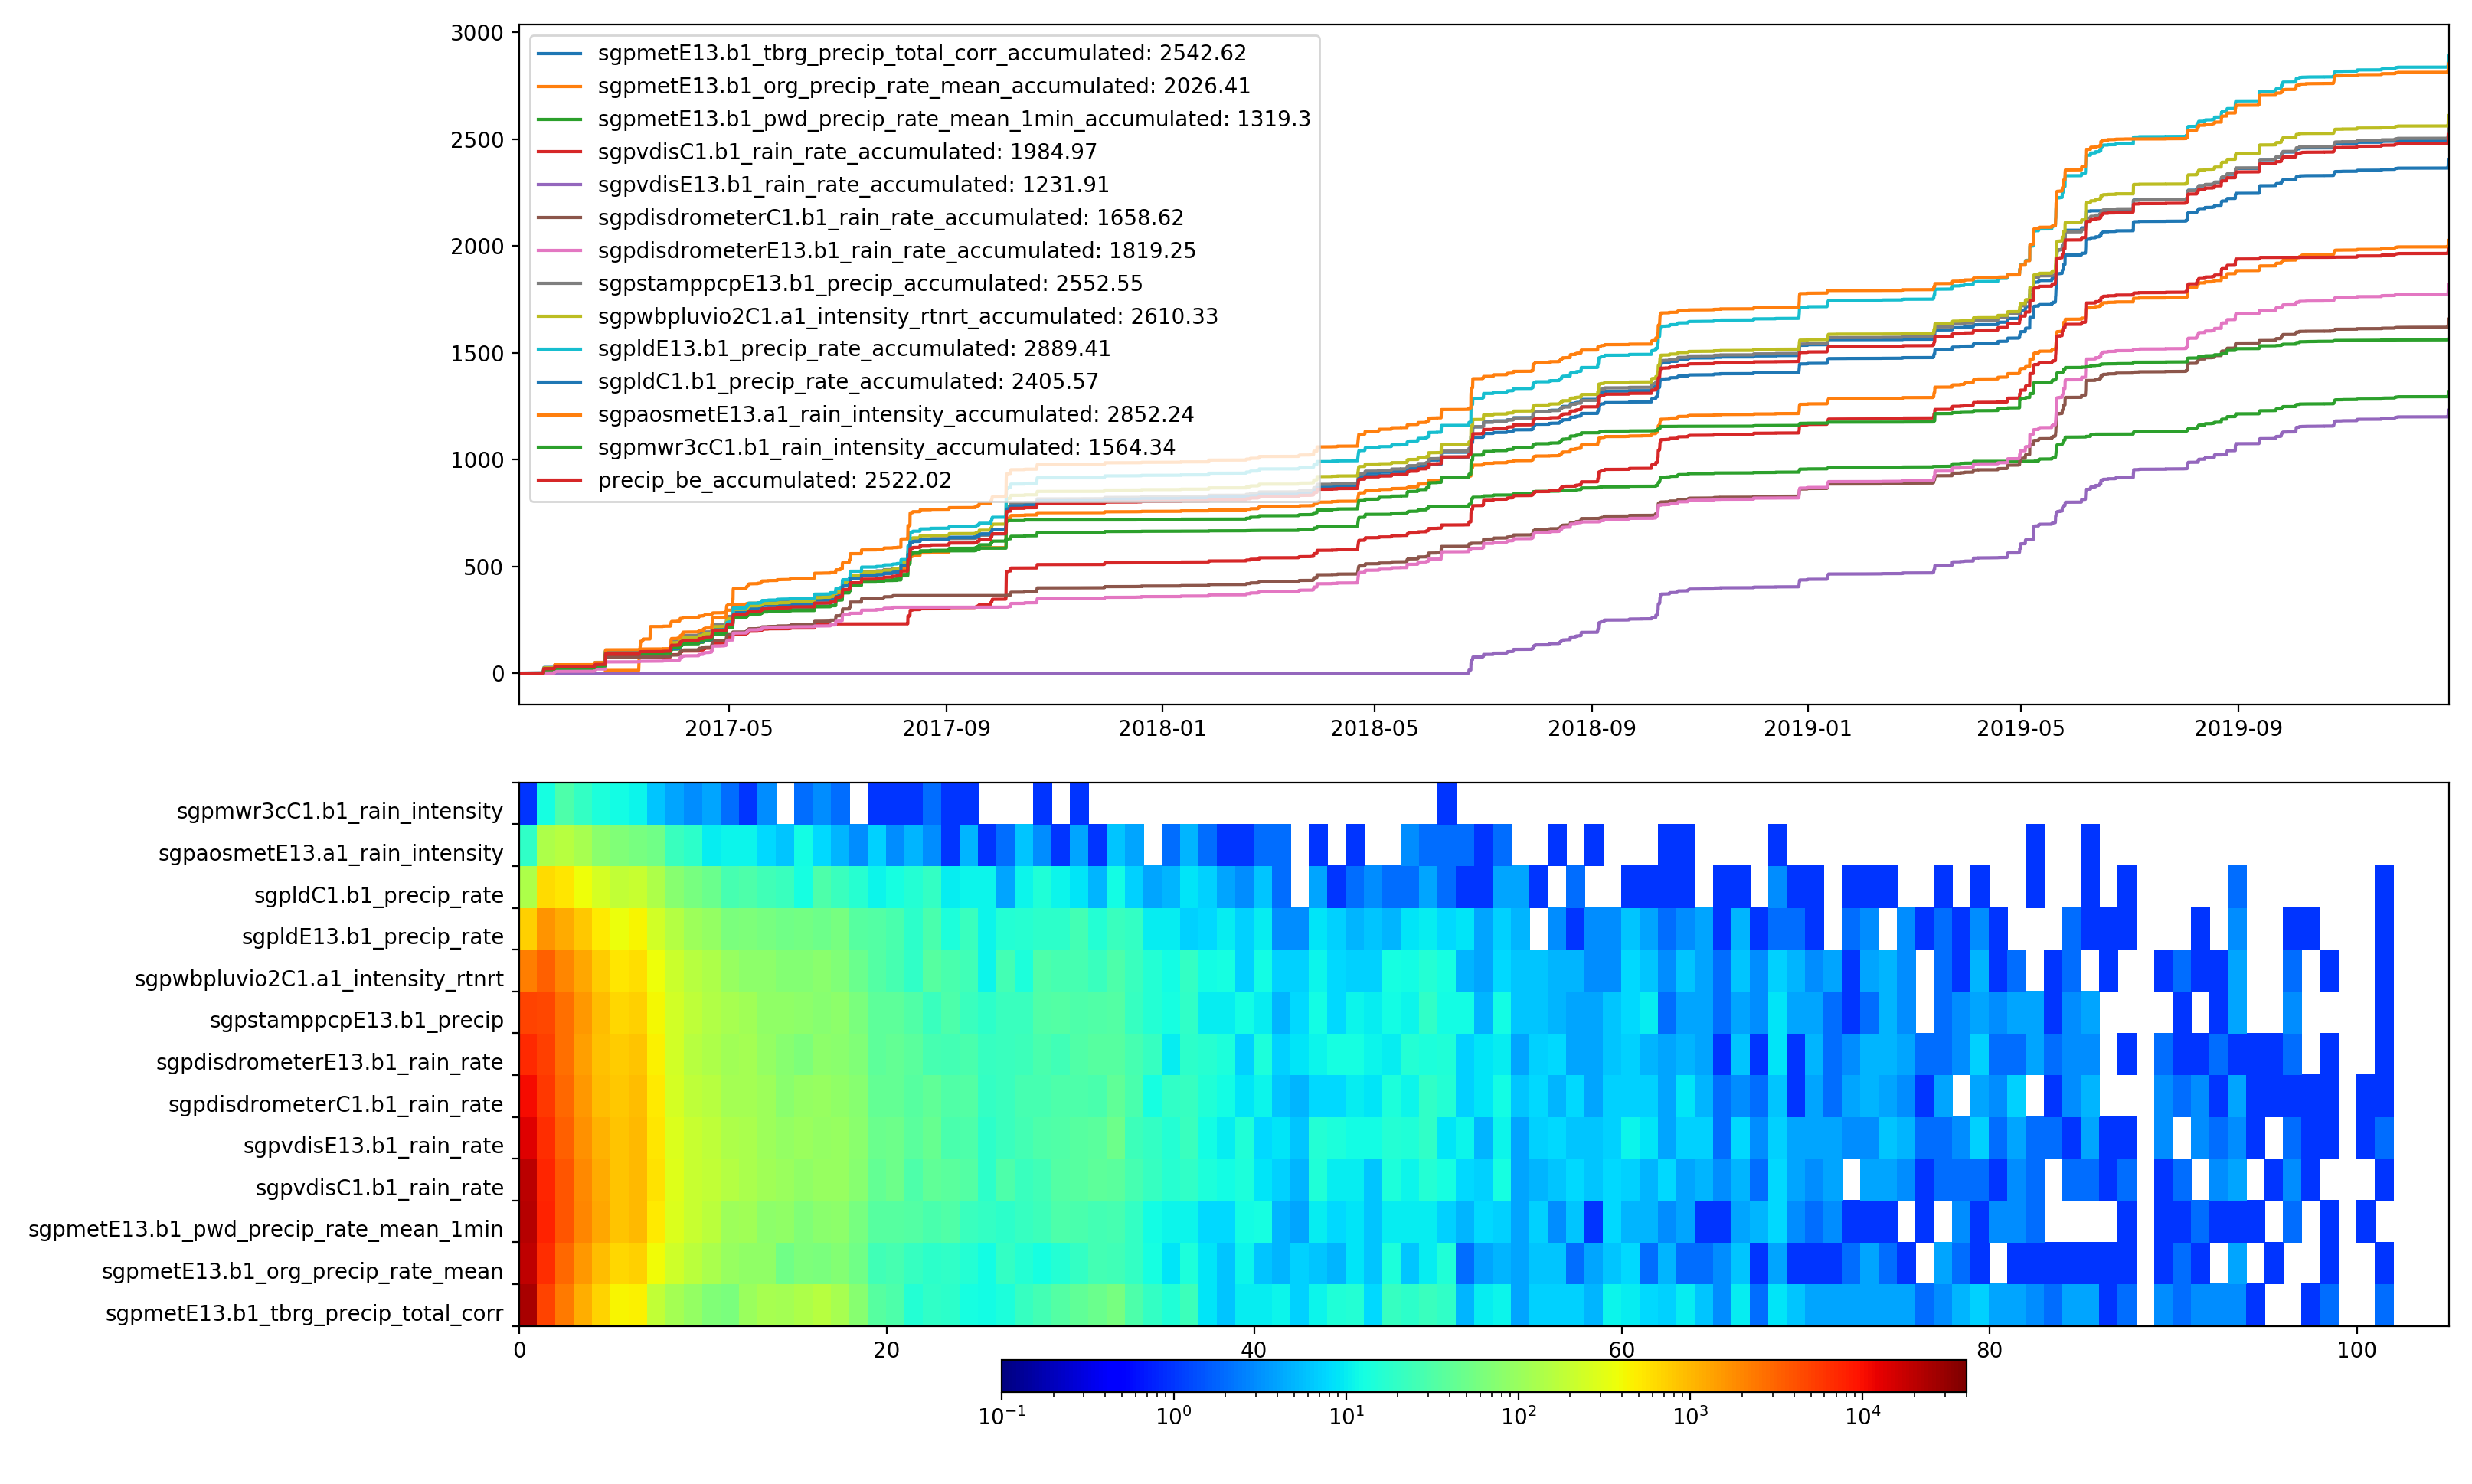 3000
2500
2000
1500
1000
500
0
sgpmetE13.b1_tbrg_precip_total_corr_accumulated: 2542.62
sgpmetE13.b1_org_precip_rate_mean_accumulated: 2026.41
sgpmetE13.b1_pwd_precip_rate_mean_1min_accumulated: 1319.3
sgpvdisC1.b1_rain_rate_accumulated: 1984.97
sgpvdisE13.b1_rain_rate_accumulated: 1231.91
sgpdisdrometerC1.b1_rain_rate_accumulated: 1658.62
sgpdisdrometerE13.b1_rain_rate_accumulated: 1819.25
sgpstamppcpE13.b1_precip_accumulated: 2552.55
sgpwbpluvio2C1.a1_intensity_rtnrt_accumulated: 2610.33
sgpldE13.b1_precip_rate_accumulated: 2889.41
sgpldC1.b1_precip_rate_accumulated: 2405.57
sgpaosmetE13.a1_rain_intensity_accumulated: 2852.24
sgpmwr3cC1.b1_rain_intensity_accumulated: 1564.34
precip_be_accumulated: 2522.02
2017-05 2017-09 2018-01 2018-05 2018-09 2019-01 2019-05 2019-09
sgpmwr3cC1.b1_rain_intensity
sgpaosmetE13.a1_rain_intensity
sgpldC1.b1_precip_rate
sgpldE13.b1_precip_rate
sgpwbpluvio2C1.a1_intensity_rtnrt
sgpstamppcpE13.b1_precip
sgpdisdrometerE13.b1_rain_rate
sgpdisdrometerC1.b1_rain_rate
sgpvdisE13.b1_rain_rate
sgpvdisC1.b1_rain_rate
sgpmetE13.b1_pwd_precip_rate_mean_1min
sgpmetE13.b1_org_precip_rate_mean
sgpmetE13.b1_tbrg_precip_total_corr
0 20 40 60 80 100
10⁻¹ 10⁰ 10¹ 10² 10³ 10⁴